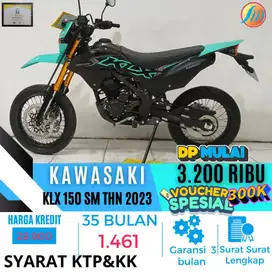 KLX
KAWASAKI
KLX 150 SM THN 2023
DP MULAI
3.200 RIBU
VOUCHER 300K
SPESIAL
HARGA KREDIT
35 BULAN
1.461
SYARAT KTP&KK
Garansi
3
bulan
Surat Surat
Lengkap